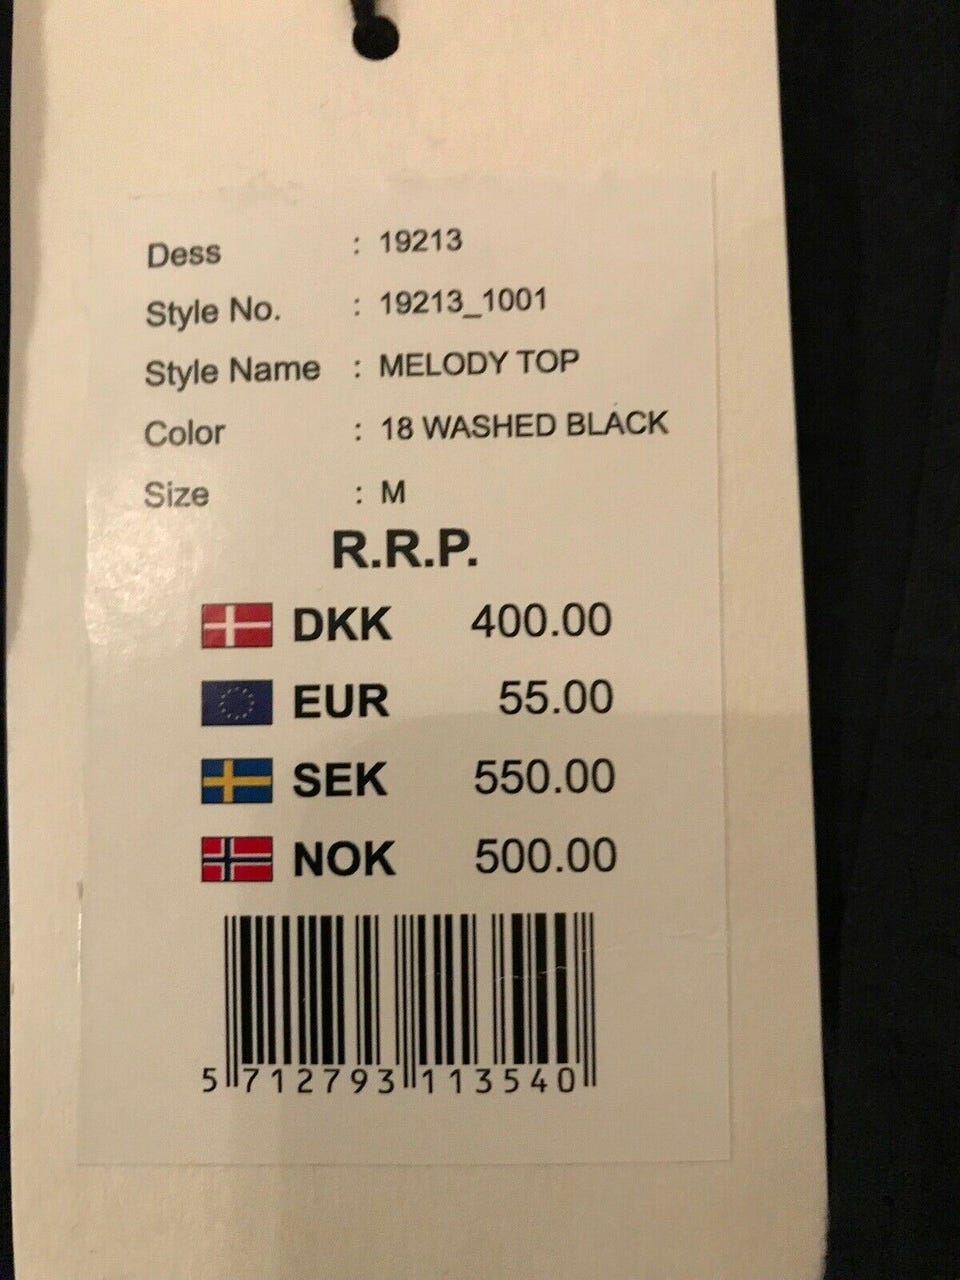 Dess : 19213
Style No. : 19213_1001
Style Name : MELODY TOP
Color : 18 WASHED BLACK
Size : M
R.R.P.
DKK 400.00
EUR 55.00
SEK 550.00
NOK 500.00
5 712793 113540